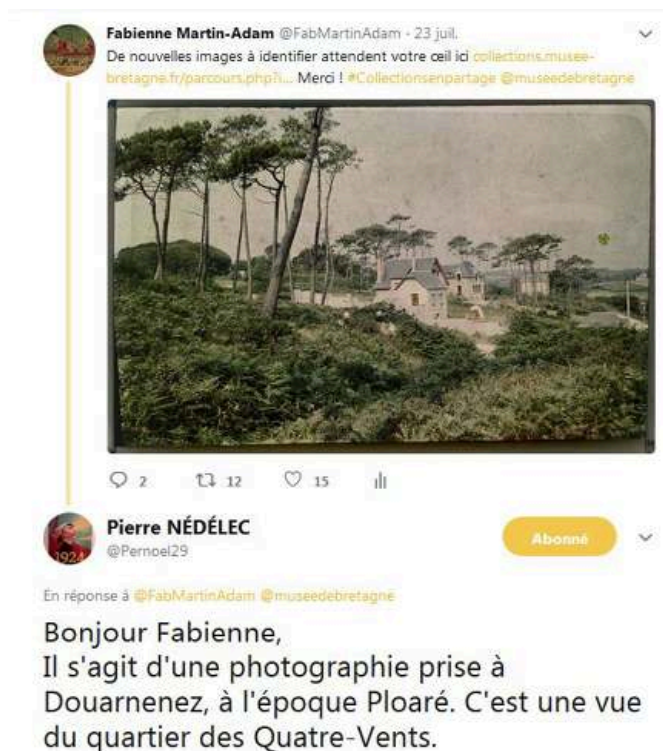 Fabienne Martin-Adam @FabMartinAdam · 23 juil.
De nouvelles images à identifier attendent votre œil ici collections.musee-
bretagne.fr/parcours.php?i... Merci ! #Collectionsenpartage @museedebretagne
2 12 15
Pierre NÉDÉLEC
@Pernoel29
Abonné
1924
En réponse à @FabMartinAdam @museedebretagne
Bonjour Fabienne,
Il s'agit d'une photographie prise à
Douarnenez, à l'époque Ploaré. C'est une vue
du quartier des Quatre-Vents.